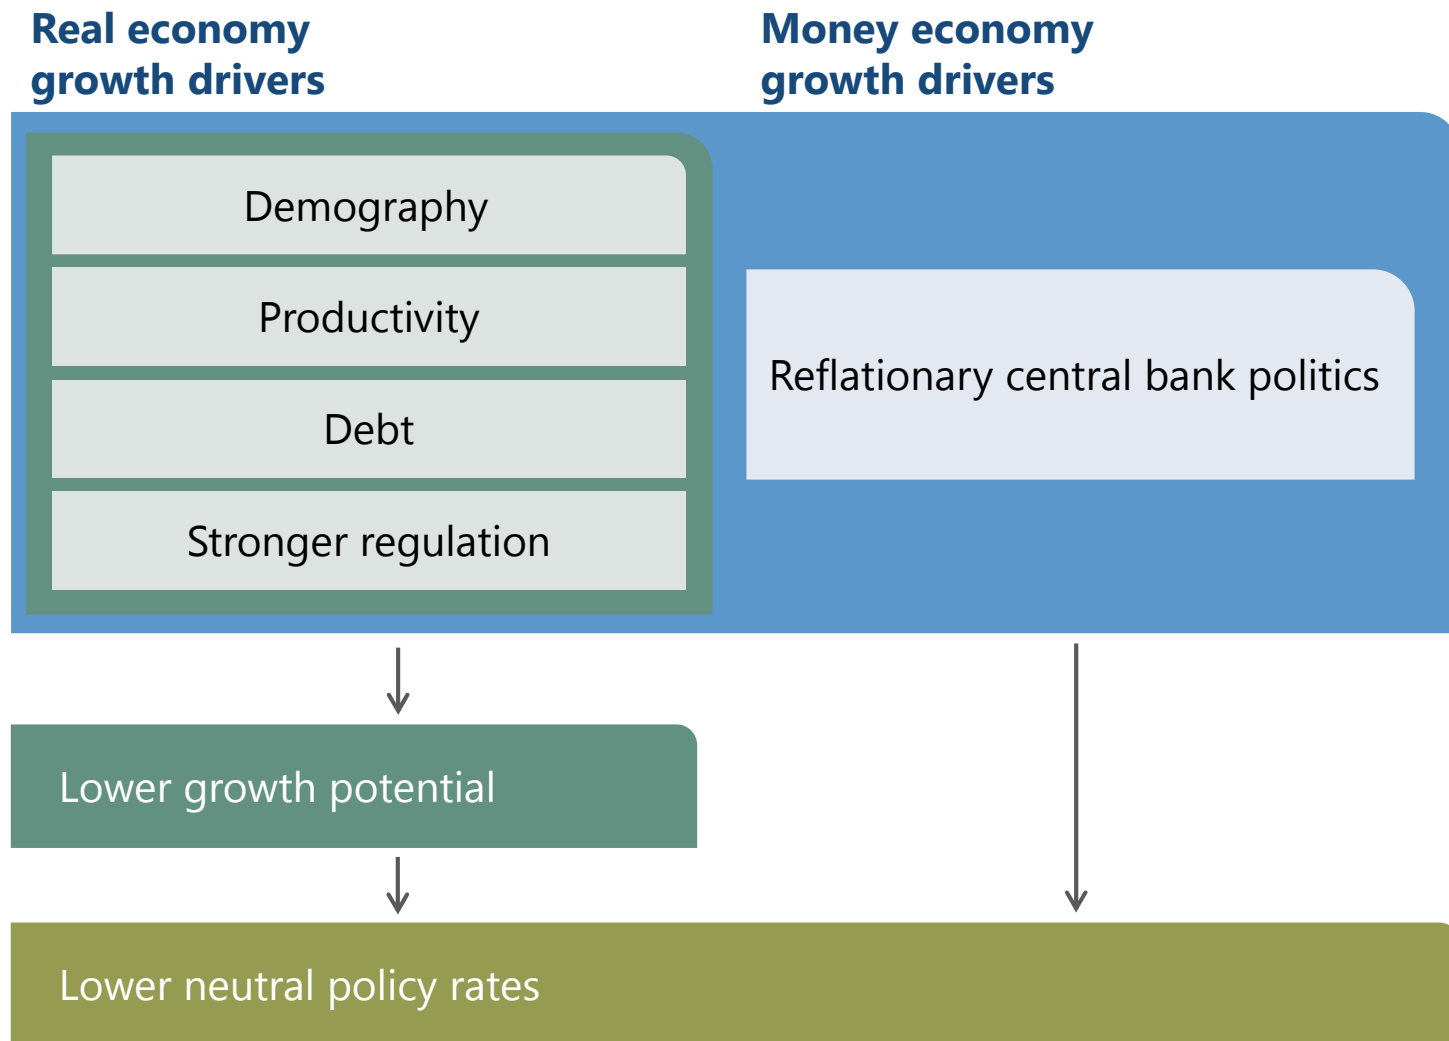 Real economy
growth drivers
Money economy
growth drivers
Demography
Productivity
Debt
Stronger regulation
Reflationary central bank politics
Lower growth potential
Lower neutral policy rates